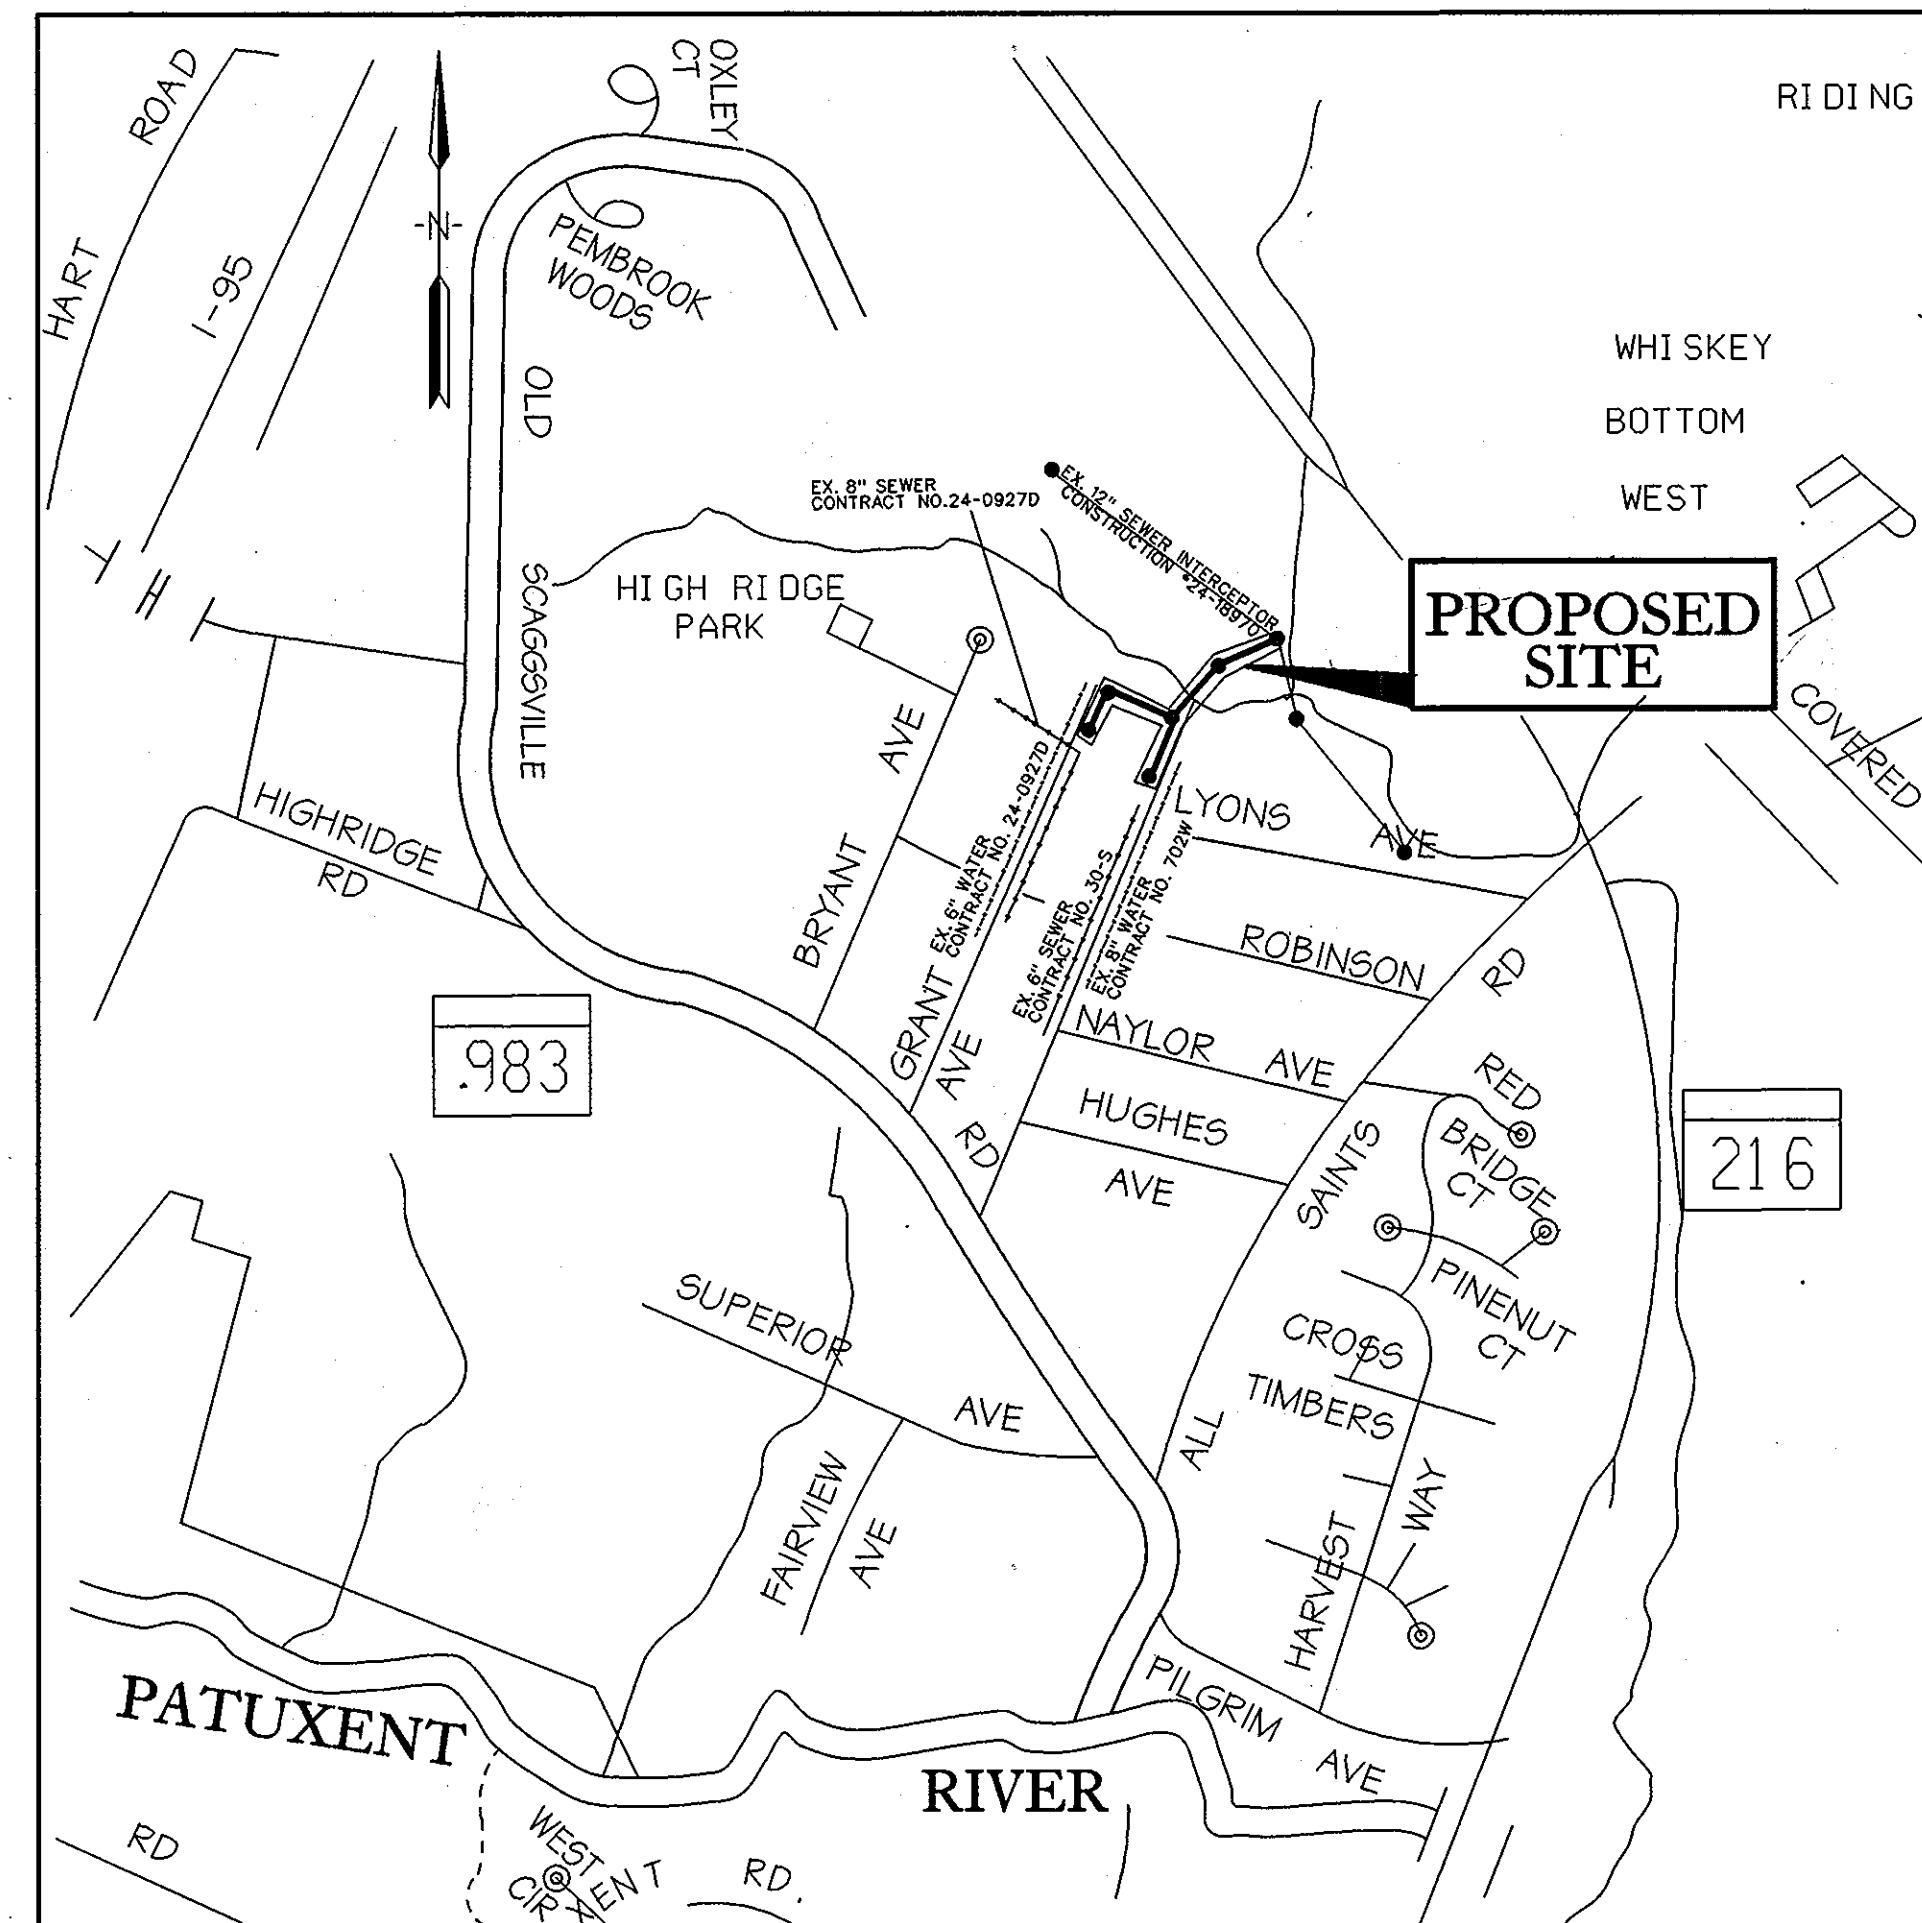 OXLEY
CT
ROAD
RIDING
-N-
PEMBROOK
WOODS
HART
I-95
WHISKEY
BOTTOM
WEST
OLD
EX. 8" SEWER
CONTRACT NO.24-0927D
EX. 12" SEWER INTERCEPTOR
SCAGGSVILLE
HIGH RIDGE
PARK
PROPOSED
SITE
COVERED
AVE
HIGHRIDGE
RD
LYONS
AVE
BRYANT
EX. 6" WATER
CONTRACT NO. 24-0927D
EX. 6" SEWER
CONTRACT NO. 30-S
EX. 8" WATER
CONTRACT NO. 702W
ROBINSON
RD
GRANT
AVE
NAYLOR
AVE
.983
RED
BRIDGE
CT
HUGHES
AVE
RD
SAINTS
216
SUPERIOR
AVE
PINENUT
CT
CROSS
TIMBERS
ALL
FAIRVIEW
AVE
WAY
HARVEST
PATUXENT
RIVER
PILGRIM
AVE
RD
WEST
CIR
XENT
RD.